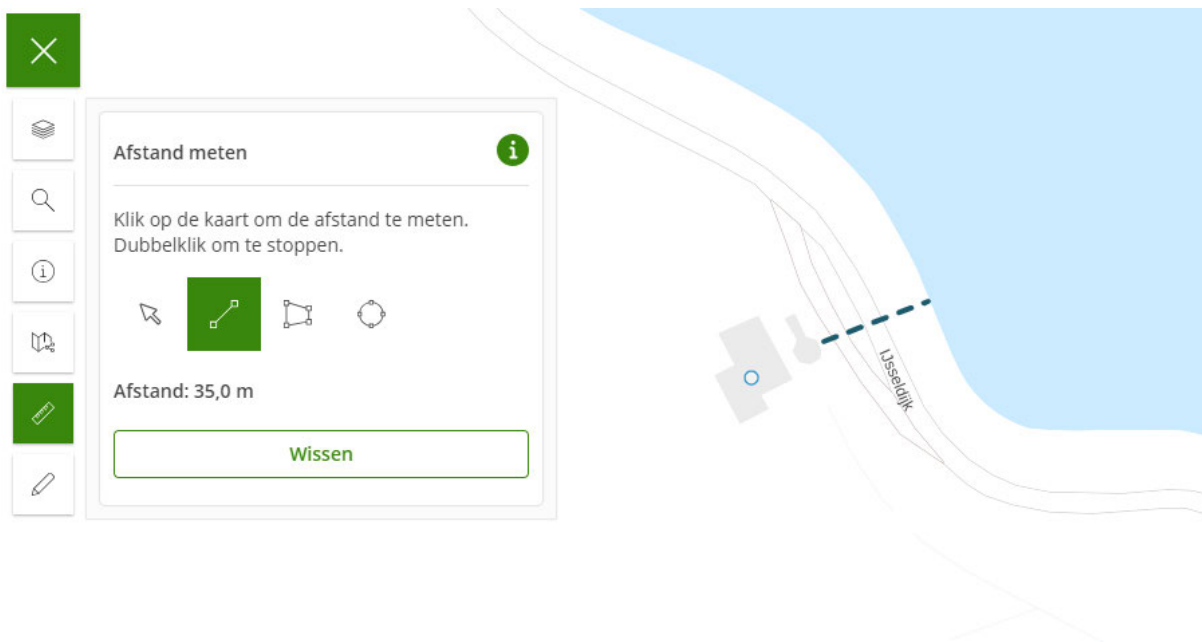 Afstand meten
Klik op de kaart om de afstand te meten.
Dubbelklik om te stoppen.
Afstand: 35,0 m
Wissen
IJsseldijk